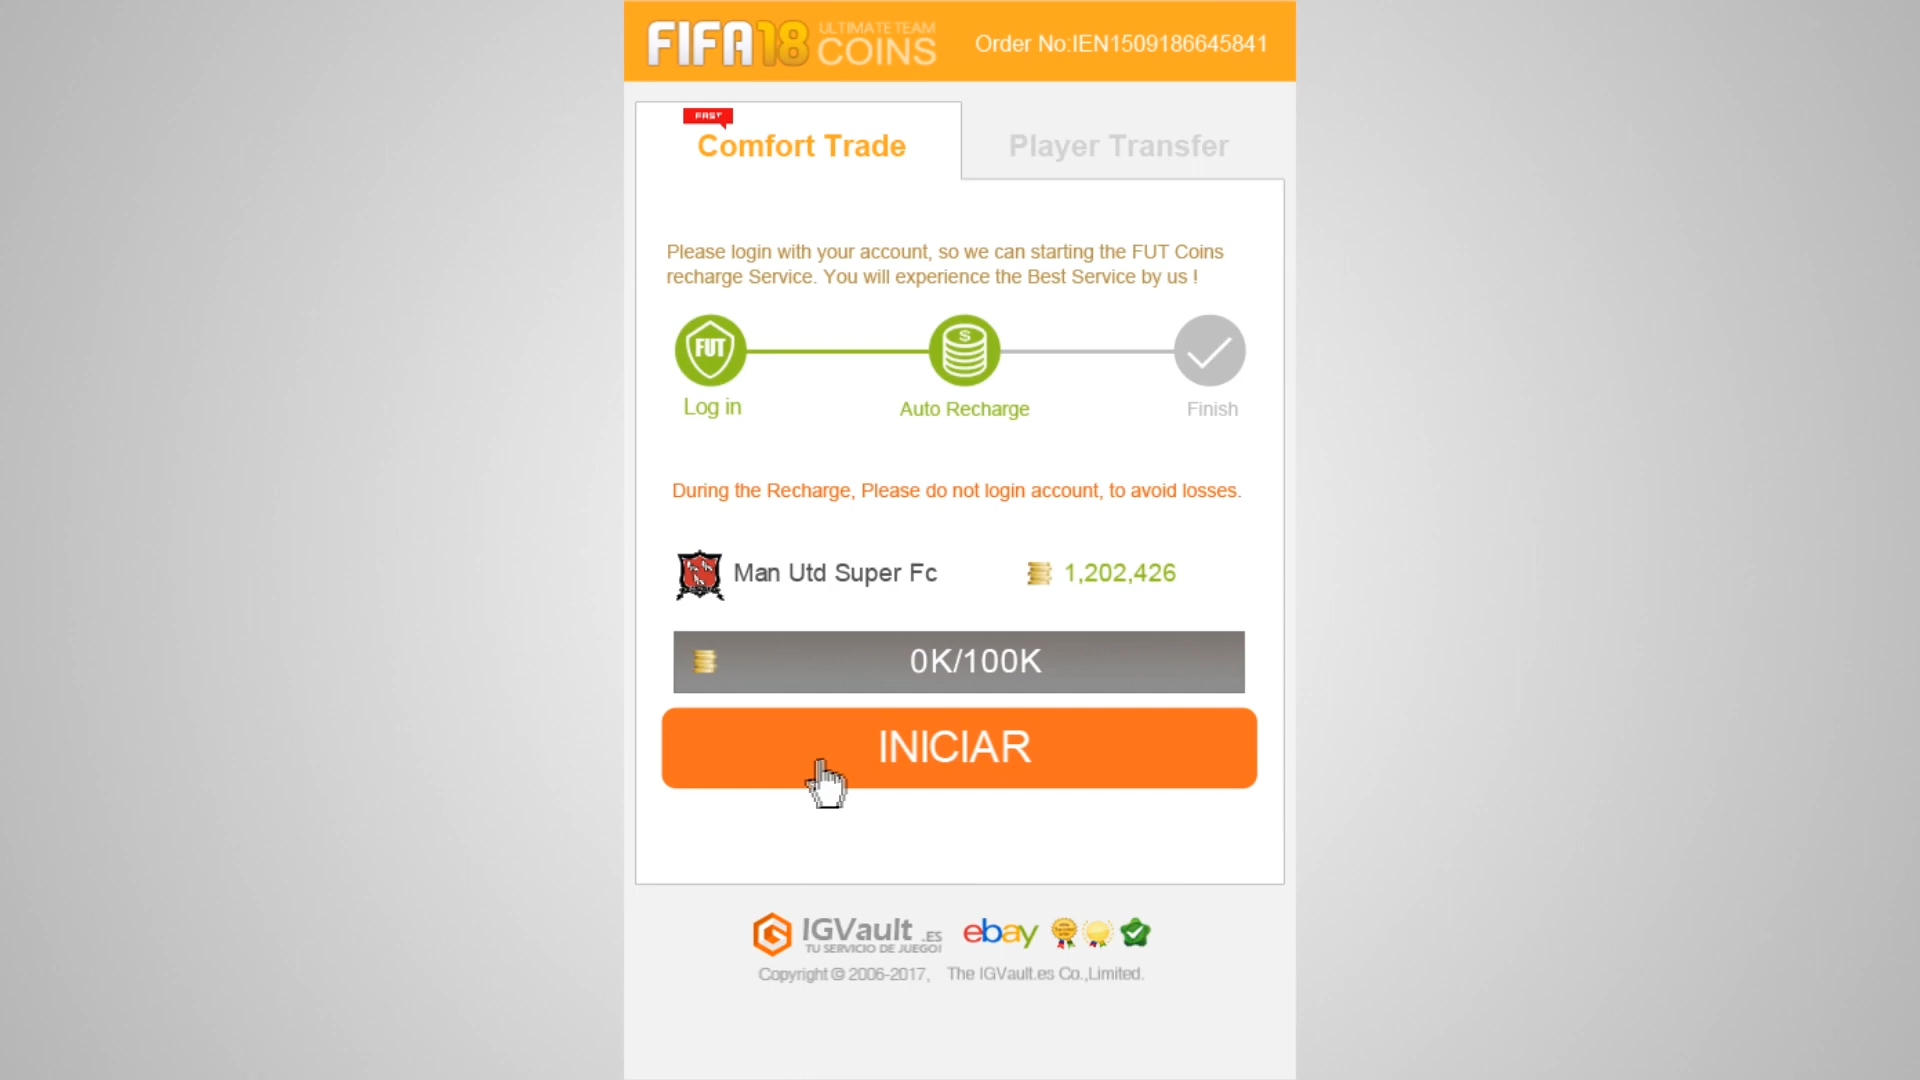 FIFA 18 ULTIMATE TEAM COINS
Order No:IEN1509186645841
FAST
Comfort Trade
Player Transfer
Please login with your account, so we can starting the FUT Coins
recharge Service. You will experience the Best Service by us !
FUT
$
Log in
Auto Recharge
Finish
During the Recharge, Please do not login account, to avoid losses.
Man Utd Super Fc
1,202,426
0K/100K
INICIAR
IGVault .ES
TU SERVICIO DE JUEGO!
ebay
Copyright © 2006-2017, The IGVault.es Co.,Limited.